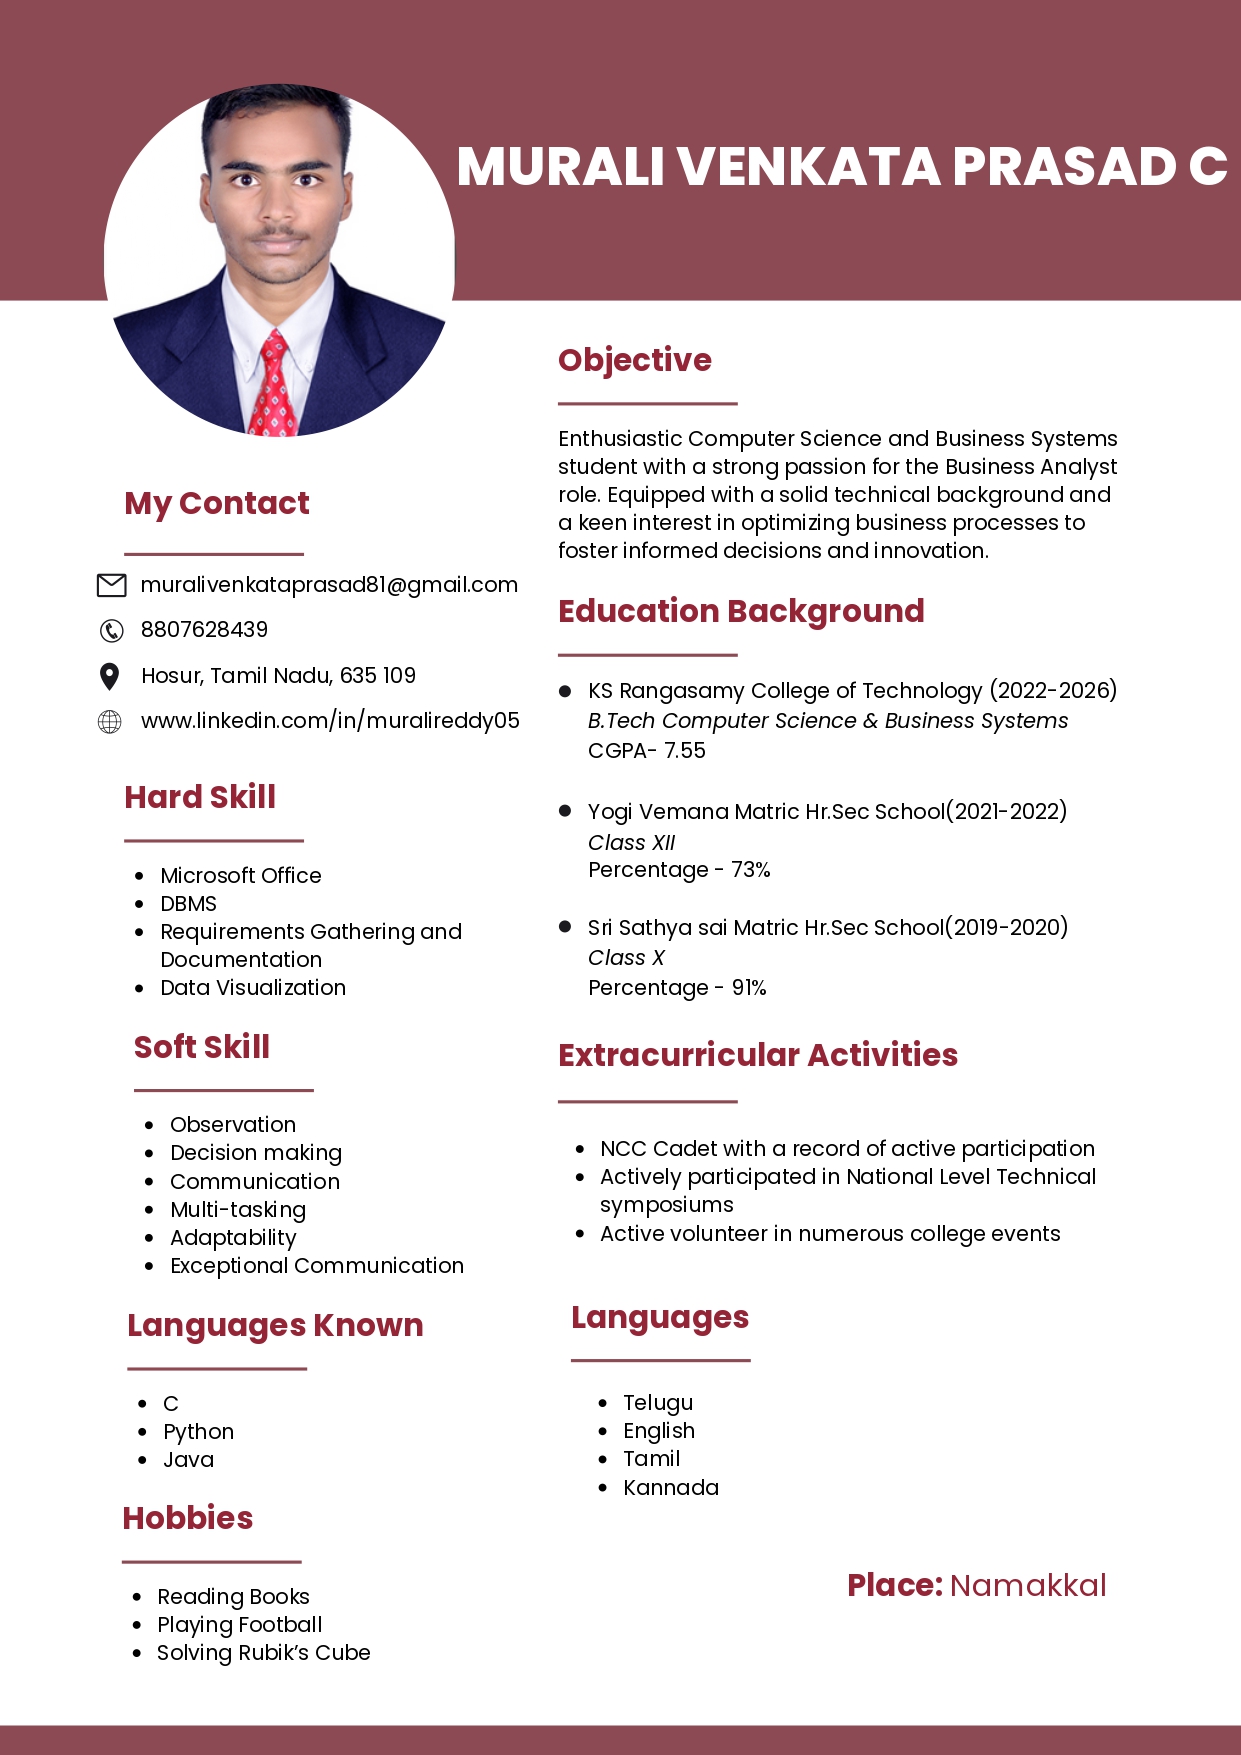 MURALI VENKATA PRASAD C
My Contact
muralivenkataprasad81@gmail.com
8807628439
Hosur, Tamil Nadu, 635 109
www.linkedin.com/in/muralireddy05
Hard Skill
• Microsoft Office
• DBMS
• Requirements Gathering and
Documentation
• Data Visualization
Soft Skill
• Observation
• Decision making
• Communication
• Multi-tasking
• Adaptability
• Exceptional Communication
Languages Known
• C
• Python
• Java
Hobbies
• Reading Books
• Playing Football
• Solving Rubik’s Cube
Objective
Enthusiastic Computer Science and Business Systems
student with a strong passion for the Business Analyst
role. Equipped with a solid technical background and
a keen interest in optimizing business processes to
foster informed decisions and innovation.
Education Background
• KS Rangasamy College of Technology (2022-2026)
B.Tech Computer Science & Business Systems
CGPA- 7.55
• Yogi Vemana Matric Hr.Sec School(2021-2022)
Class XII
Percentage - 73%
• Sri Sathya sai Matric Hr.Sec School(2019-2020)
Class X
Percentage - 91%
Extracurricular Activities
• NCC Cadet with a record of active participation
• Actively participated in National Level Technical
symposiums
• Active volunteer in numerous college events
Languages
• Telugu
• English
• Tamil
• Kannada
Place: Namakkal